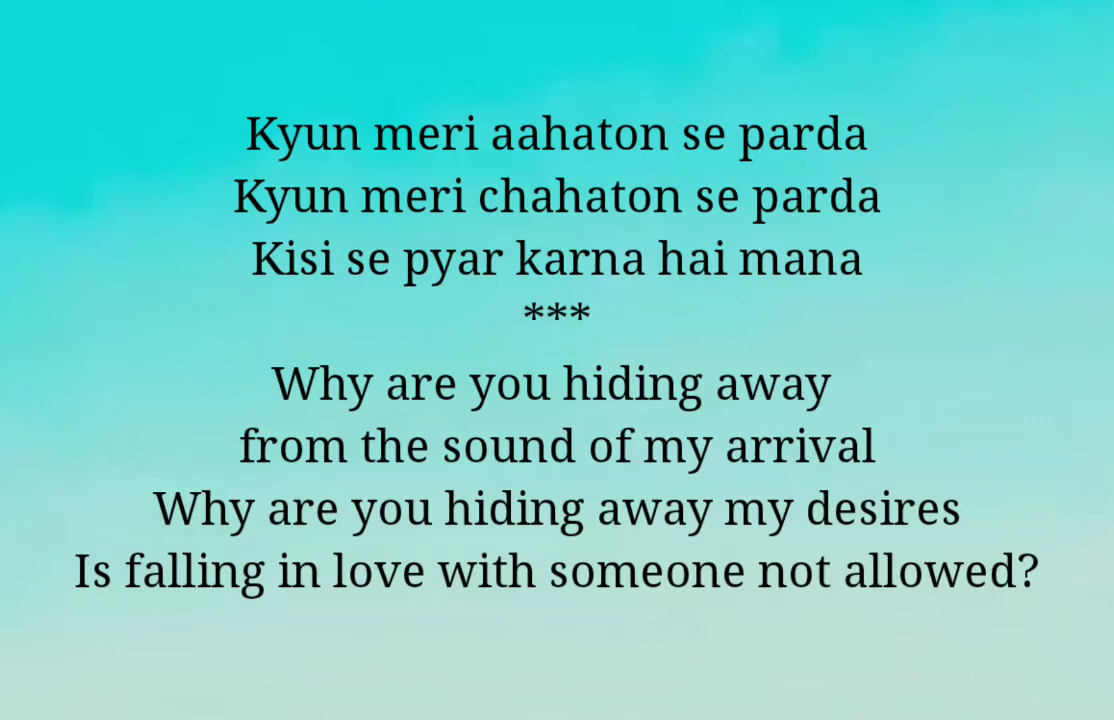 Kyun meri aahaton se parda
Kyun meri chahaton se parda
Kisi se pyar karna hai mana
***
Why are you hiding away
from the sound of my arrival
Why are you hiding away my desires
Is falling in love with someone not allowed?